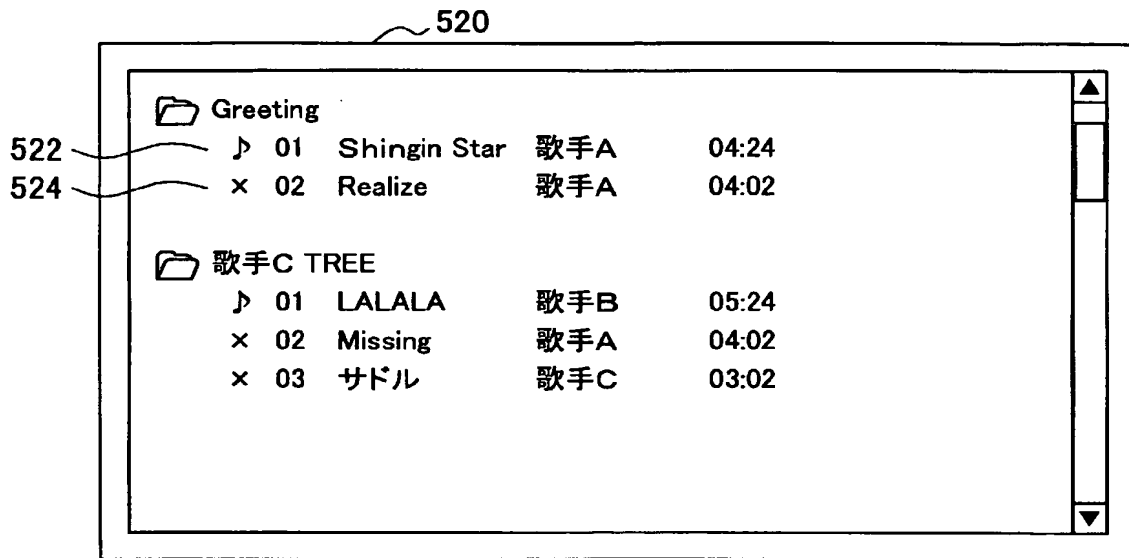 520
Greeting
522 ♪ 01 Shingin Star 歌手A 04:24
524 × 02 Realize 歌手A 04:02
歌手C TREE
♪ 01 LALALA 歌手B 05:24
× 02 Missing 歌手A 04:02
× 03 サドル 歌手C 03:02